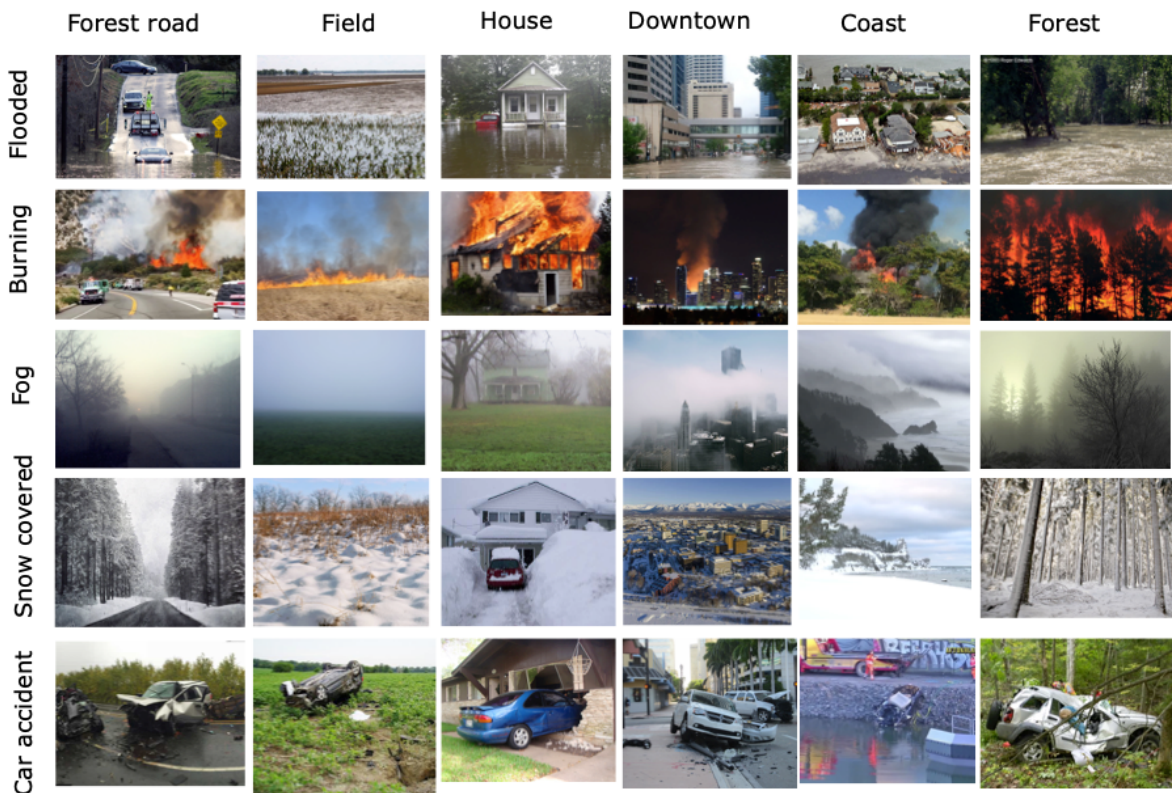 Forest road
Field
House
Downtown
Coast
Forest
Flooded
Burning
Fog
Snow covered
Car accident